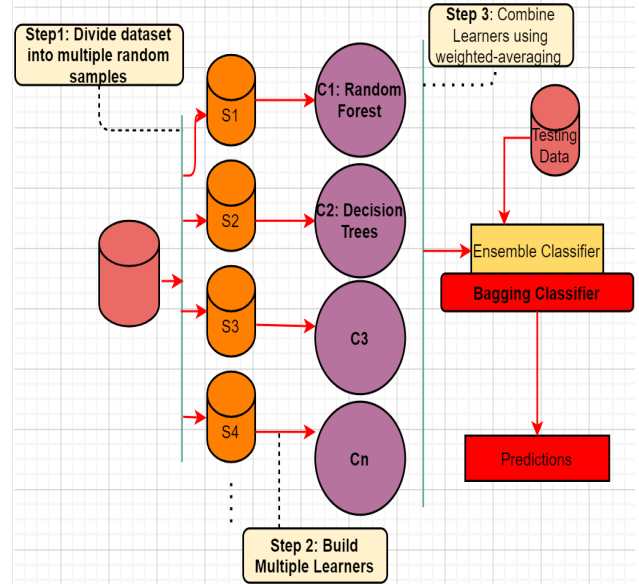 Step1: Divide dataset
into multiple random
samples
Step 3: Combine
Learners using
weighted-averaging
S1
C1: Random
Forest
Testing
Data
S2
C2: Decision
Trees
Ensemble Classifier
Bagging Classifier
S3
C3
S4
Cn
Predictions
Step 2: Build
Multiple Learners